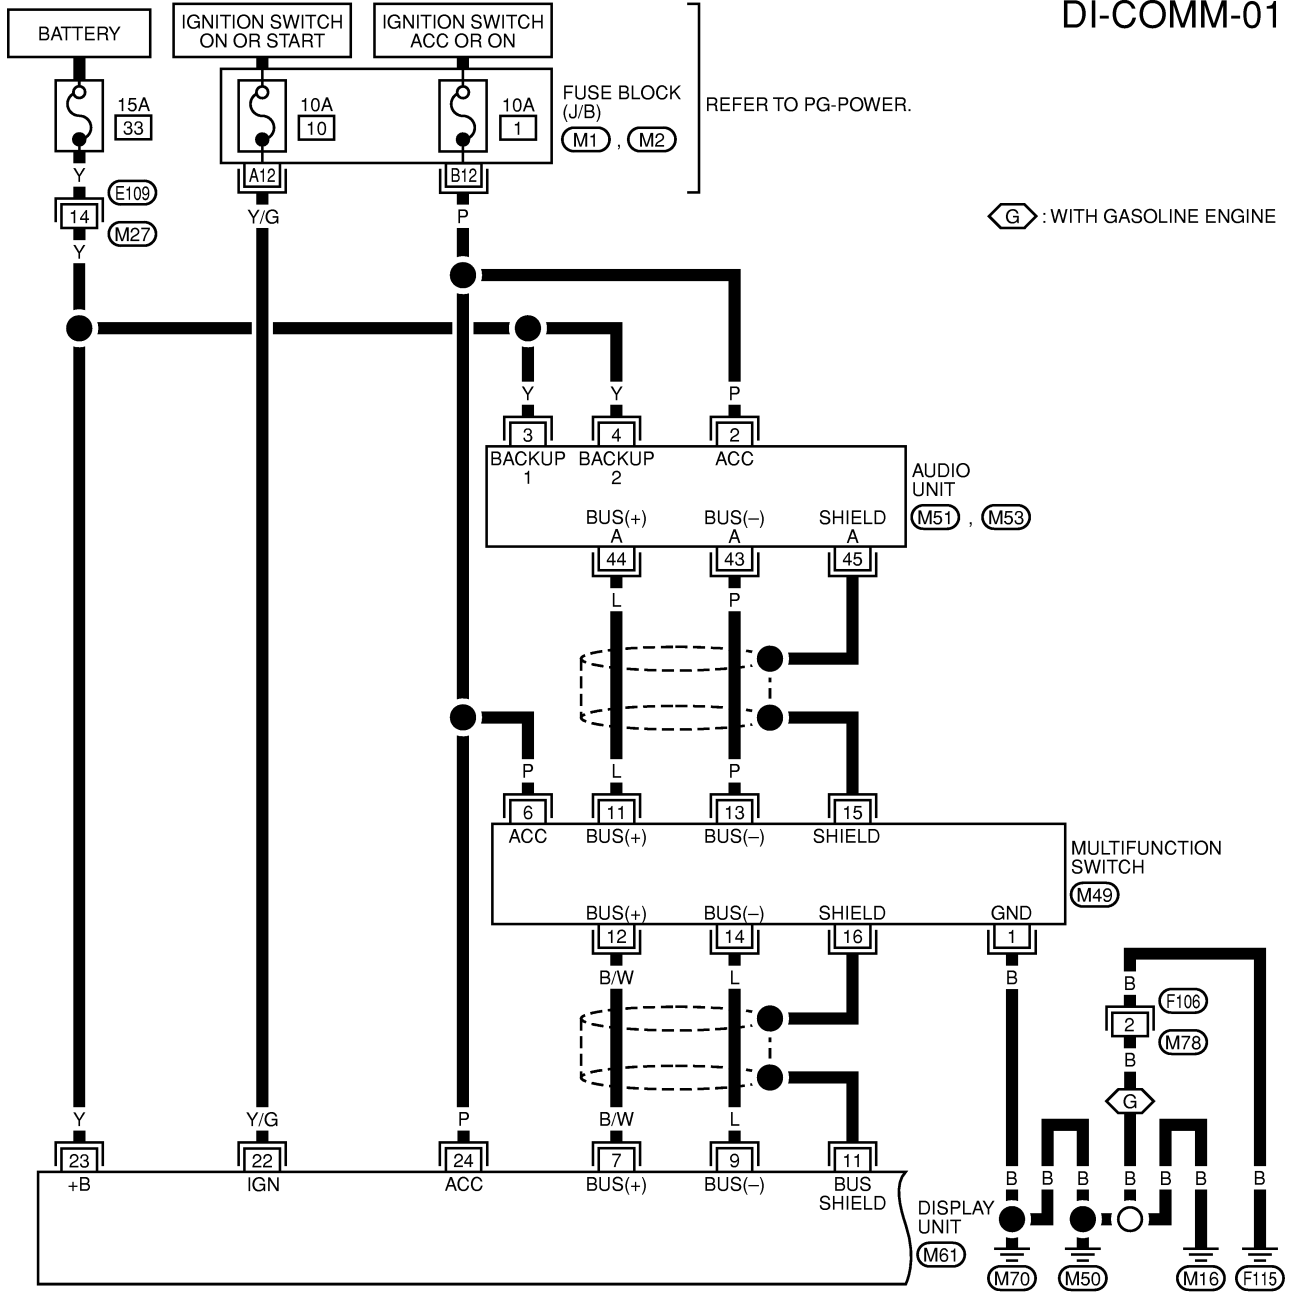 DI-COMM-01
BATTERY
IGNITION SWITCH
ON OR START
IGNITION SWITCH
ACC OR ON
15A
33
10A
10
10A
1
FUSE BLOCK
(J/B)
M1 , M2
REFER TO PG-POWER.
A12
B12
Y
E109
14
M27
Y
Y/G
P
G : WITH GASOLINE ENGINE
Y
Y
P
3
4
2
BACKUP
1
BACKUP
2
ACC
AUDIO
UNIT
M51 , M53
BUS(+)
A
BUS(–)
A
SHIELD
A
44
43
45
L
P
P
L
P
6
11
13
15
ACC
BUS(+)
BUS(–)
SHIELD
MULTIFUNCTION
SWITCH
M49
BUS(+)
BUS(–)
SHIELD
GND
12
14
16
1
B/W
L
B
B
F106
2
M78
B
G
Y
Y/G
P
B/W
L
23
22
24
7
9
11
+B
IGN
ACC
BUS(+)
BUS(–)
BUS
SHIELD
DISPLAY
UNIT
M61
B
B
B
B
B
B
B
M70
M50
M16
F115